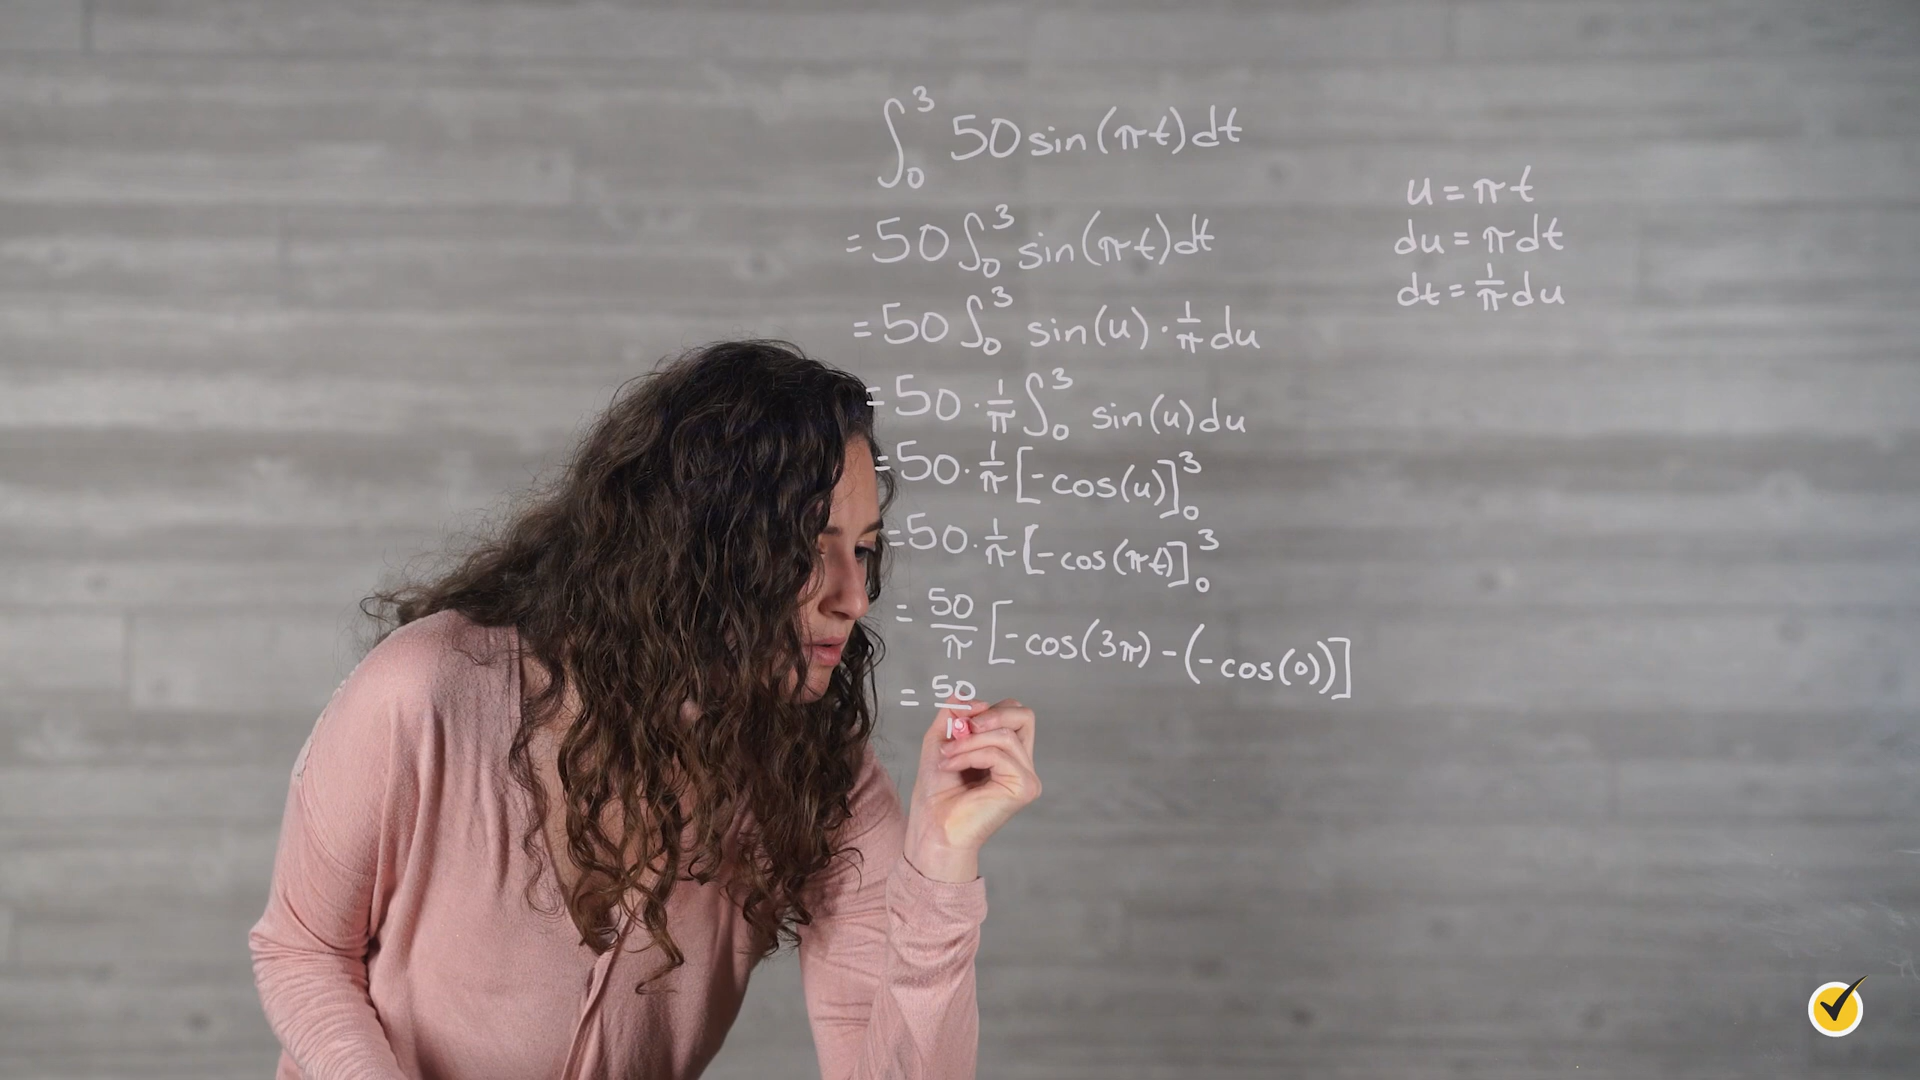 ∫₀³ 50 sin(πt)dt
= 50 ∫₀³ sin(πt)dt
= 50 ∫₀³ sin(u) · 1/π du
= 50 · 1/π ∫₀³ sin(u)du
= 50 · 1/π [-cos(u)]₀³
= 50 · 1/π [-cos(πt)]₀³
= 50/π [-cos(3π) - (-cos(0))]
= 50
u = πt
du = πdt
dt = 1/π du